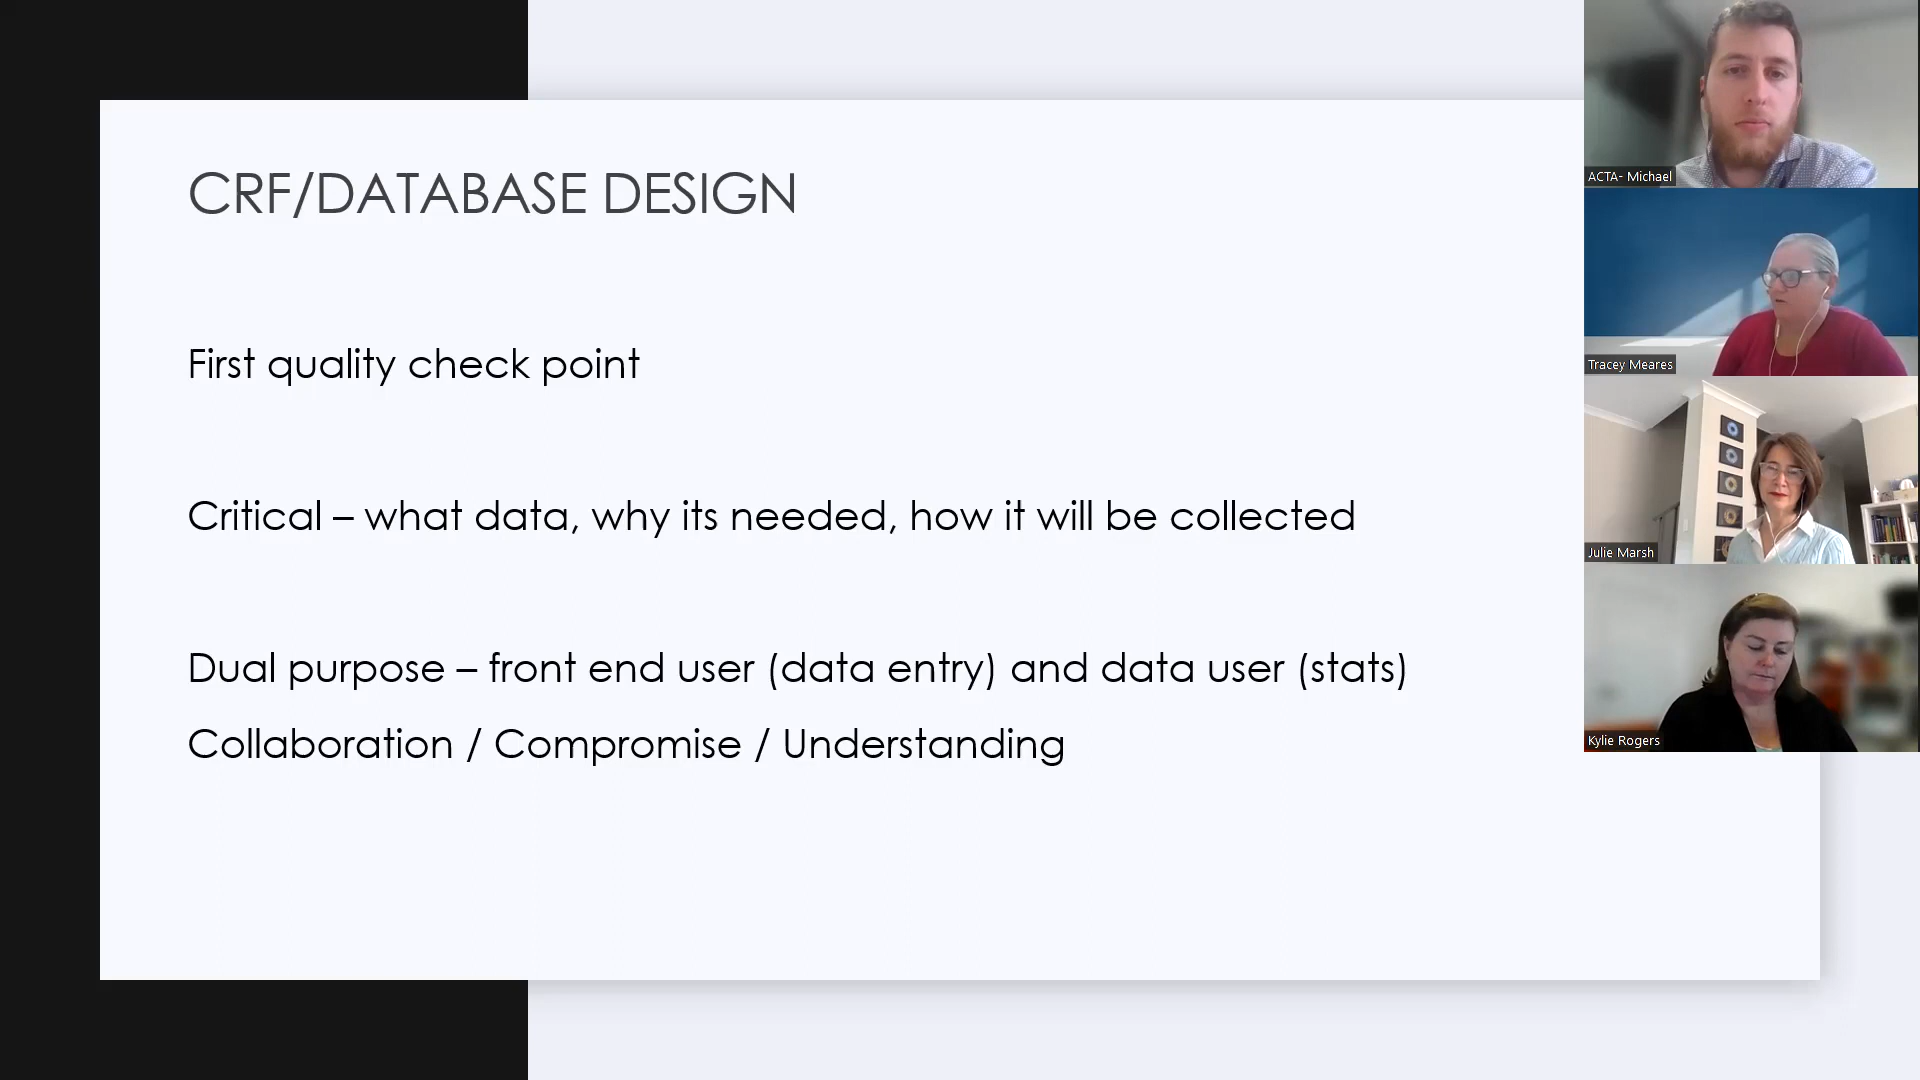 CRF/DATABASE DESIGN
First quality check point
Critical – what data, why its needed, how it will be collected
Dual purpose – front end user (data entry) and data user (stats)
Collaboration / Compromise / Understanding
ACTA- Michael
Tracey Meares
Julie Marsh
Kylie Rogers